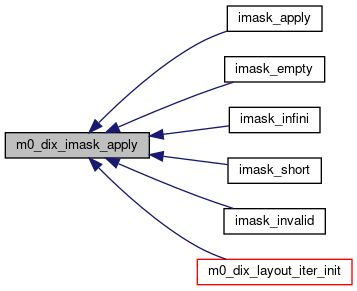 imask_apply
imask_empty
imask_infini
m0_dix_imask_apply
imask_short
imask_invalid
m0_dix_layout_iter_init